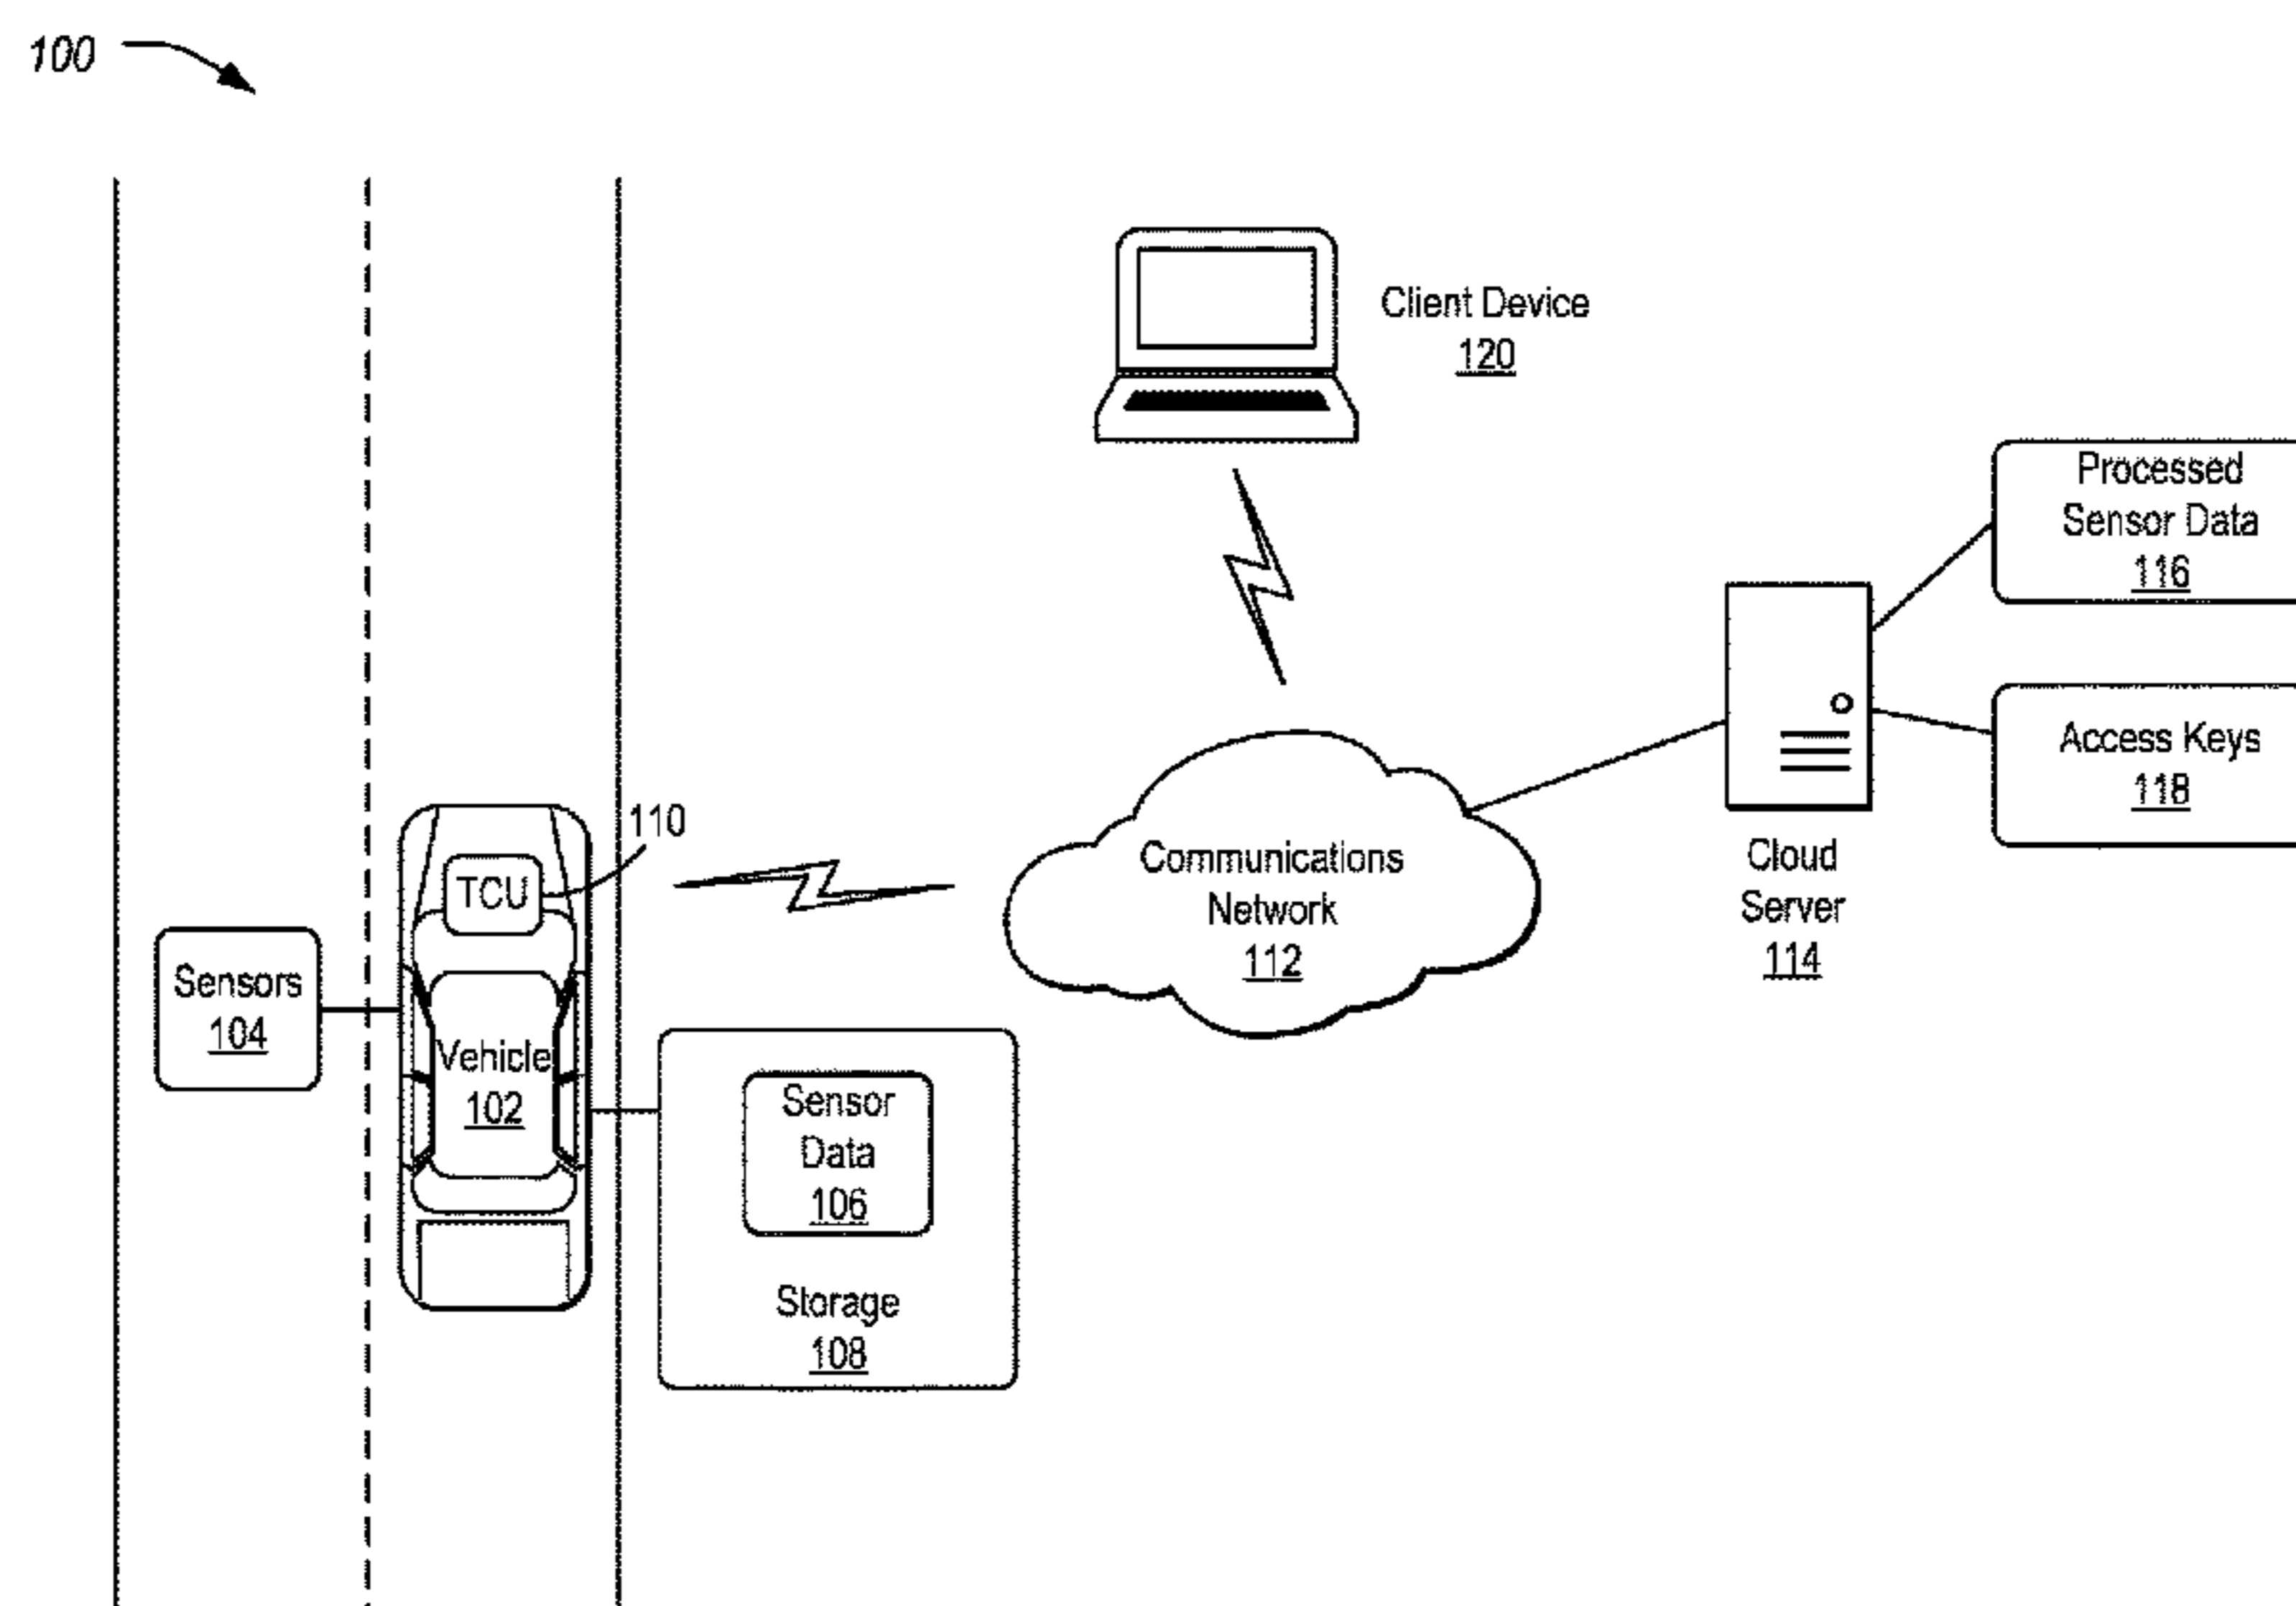 100
Client Device
120
Processed
Sensor Data
116
Access Keys
118
Cloud
Server
114
110
TCU
Communications
Network
112
Sensors
104
Vehicle
102
Sensor
Data
106
Storage
108